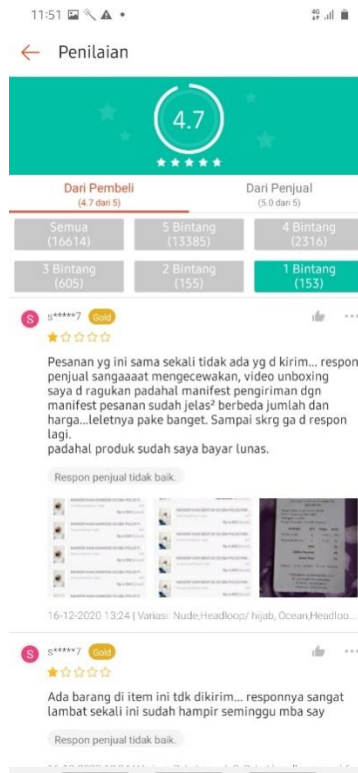 11:51
4G
Penilaian
4.7
Dari Pembeli
(4.7 dari 5)
Dari Penjual
(5.0 dari 5)
Semua
(16614)
5 Bintang
(13385)
4 Bintang
(2316)
3 Bintang
(605)
2 Bintang
(155)
1 Bintang
(153)
s*****7 Gold
Pesanan yg ini sama sekali tidak ada yg d kirim... respon
penjual sangaaaat mengecewakan, video unboxing
saya d ragukan padahal manifest pengiriman dgn
manifest pesanan sudah jelas² berbeda jumlah dan
harga...leletnya pake banget. Sampai skrg ga d respon
lagi.
padahal produk sudah saya bayar lunas.
Respon penjual tidak baik.
16-12-2020 13:24 | Variasi: Nude,Headloop/ hijab, Ocean,Headloo...
s*****7 Gold
Ada barang di item ini tdk dikirim... responnya sangat
lambat sekali ini sudah hampir seminggu mba say
Respon penjual tidak baik.